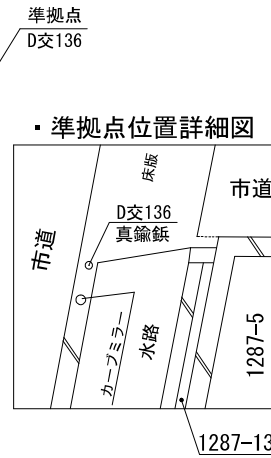 準拠点
D交136
・準拠点位置詳細図
床版
市道
D交136
真鍮鋲
市道
カーブミラー
水路
1287-5
1287-13